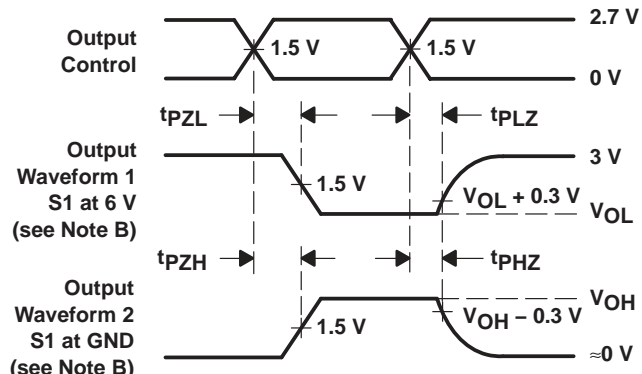 2.7 V
Output
Control
1.5 V
1.5 V
0 V
tPZL
tPLZ
Output
Waveform 1
S1 at 6 V
(see Note B)
3 V
1.5 V
VOL + 0.3 V
VOL
tPZH
tPHZ
Output
Waveform 2
S1 at GND
(see Note B)
VOH
1.5 V
VOH − 0.3 V
≈0 V